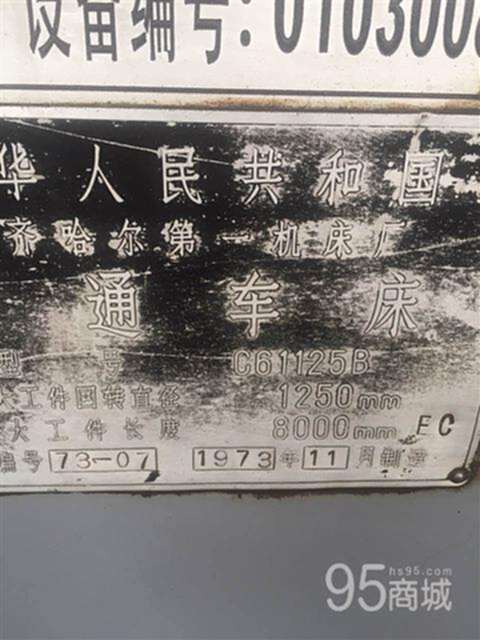 设备编号:0103008
华人民共和国
齐哈尔第一机床厂
通车床
型号 C61125B
大工件回转直径 1250mm
大工件长度 8000mm EC
编号 73-07 1973年11月制造
95商城
hs95.com